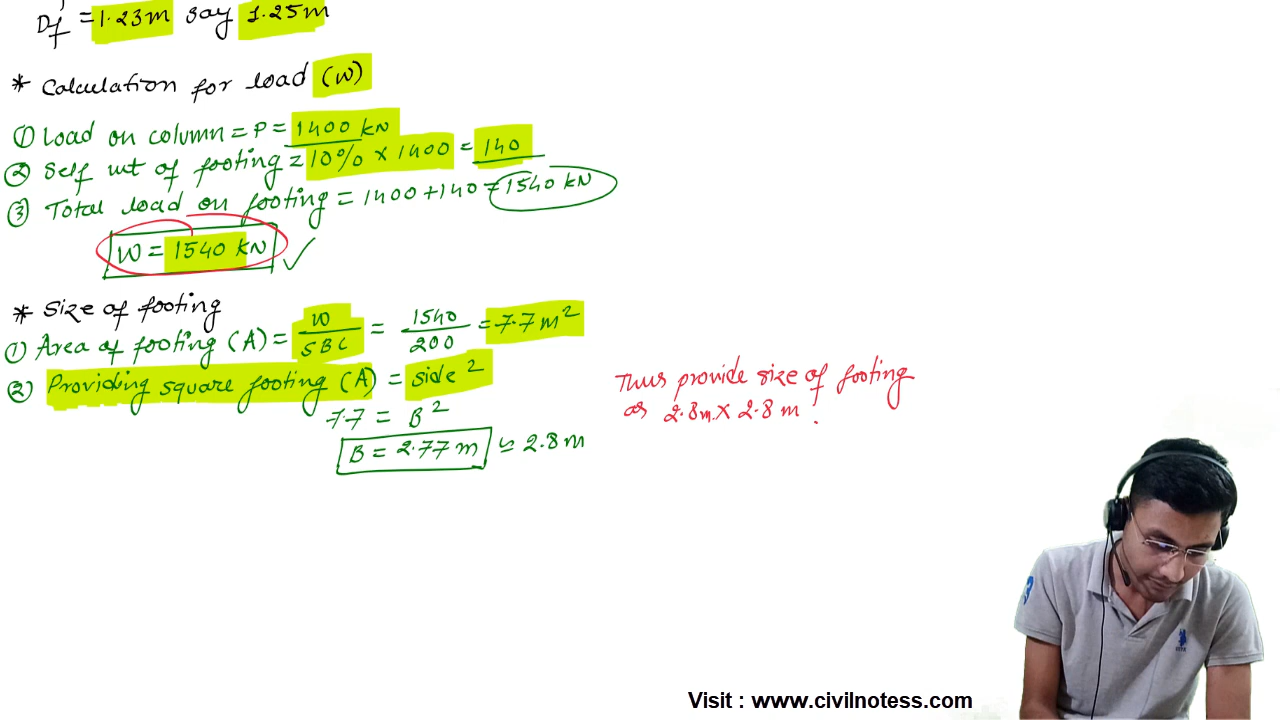 Df = 1.23m say 1.25m
* Calculation for load (W)
① Load on column = P = 1400 kN
② Self wt of footing = 10% × 1400 = 140
③ Total load on footing = 1400 + 140 = 1540 kN
W = 1540 kN ✓
* Size of footing
① Area of footing (A) = W/SBC = 1540/200 = 7.7 m²
② Providing square footing (A) = side²
7.7 = B²
B = 2.77 m ≃ 2.8 m
Thus provide size of footing
as 2.8m × 2.8 m.
Visit : www.civilnotess.com